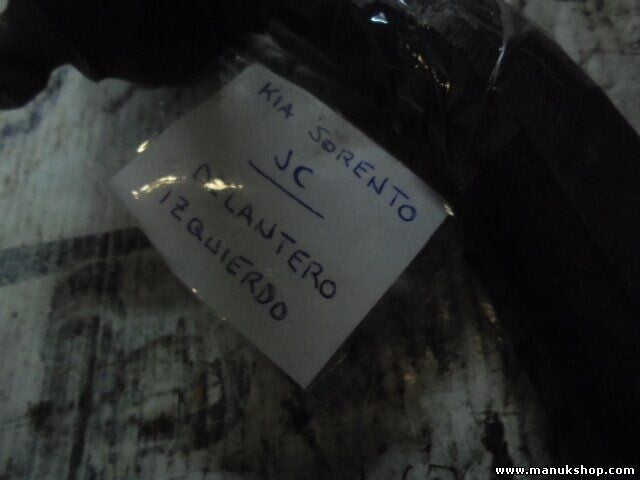 KIA SORENTO
JC
DELANTERO
IZQUIERDO
www.manukshop.com